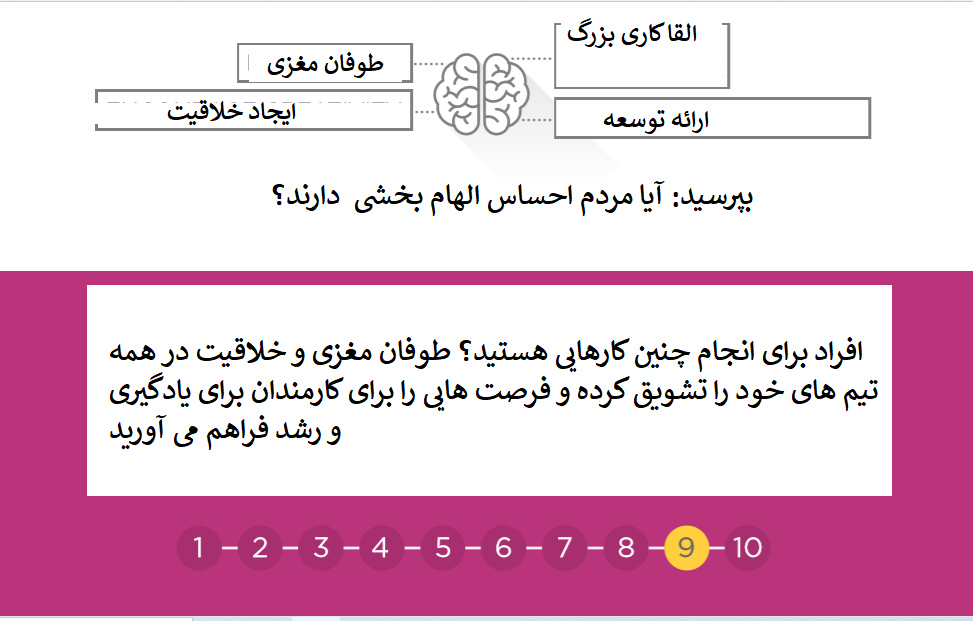 القا کاری بزرگ
طوفان مغزی
ارائه توسعه
ایجاد خلاقیت
بپرسید: آیا مردم احساس الهام بخشی دارند؟
افراد برای انجام چنین کارهایی هستید؟ طوفان مغزی و خلاقیت در همه
تیم های خود را تشویق کرده و فرصت هایی را برای کارمندان برای یادگیری
و رشد فراهم می آورید
1 – 2 – 3 – 4 – 5 – 6 – 7 – 8 – 9 – 10